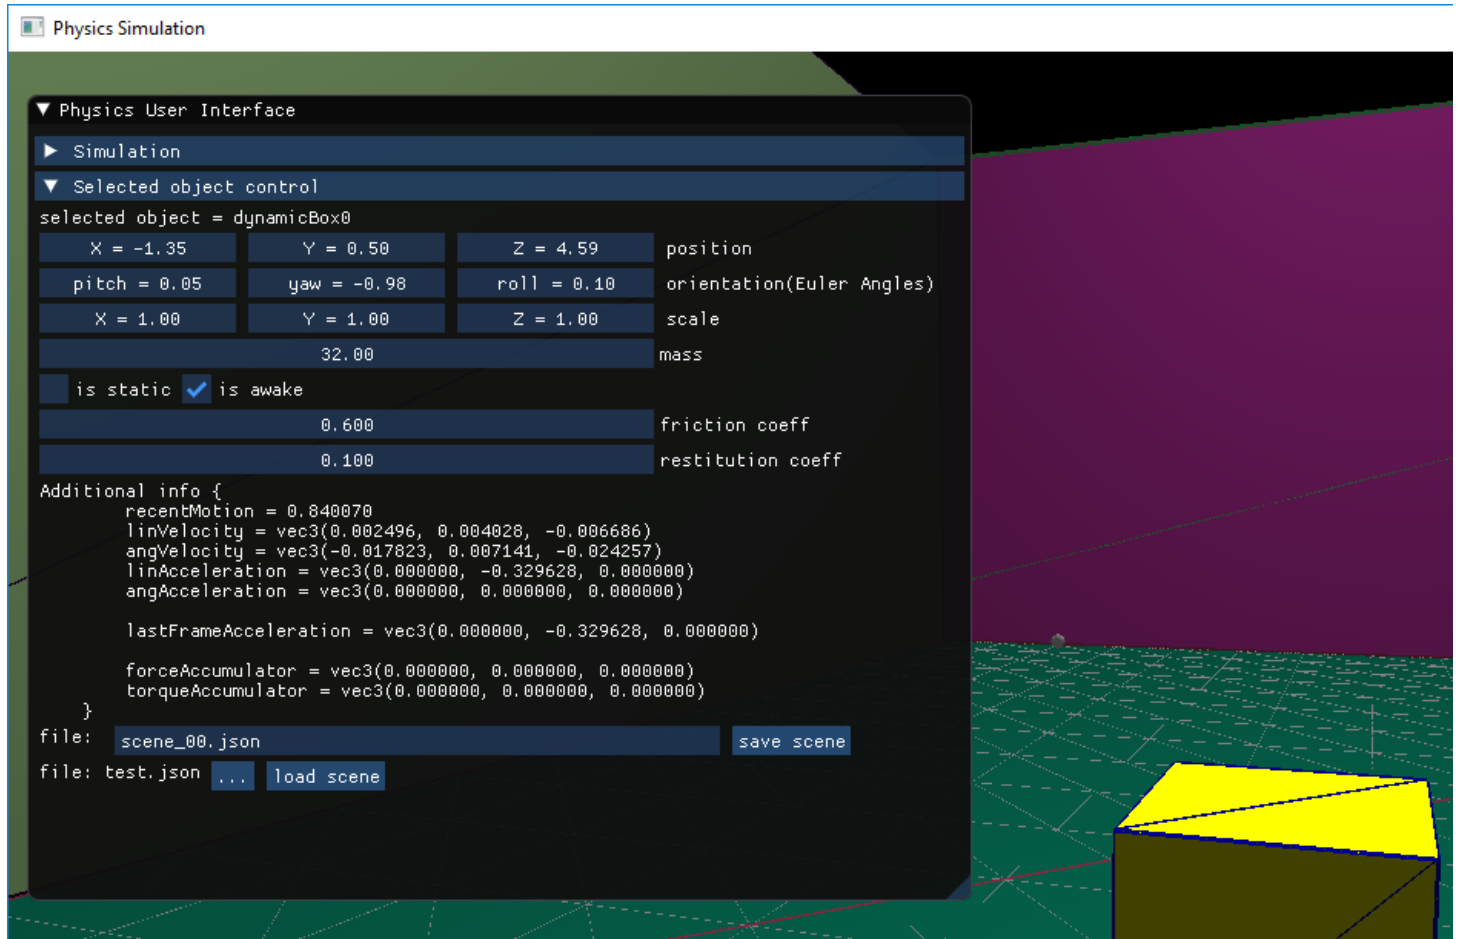 Physics Simulation
Physics User Interface
Simulation
Selected object control
selected object = dynamicBox0
X = -1.35 Y = 0.50 Z = 4.59 position
pitch = 0.05 yaw = -0.98 roll = 0.10 orientation(Euler Angles)
X = 1.00 Y = 1.00 Z = 1.00 scale
32.00 mass
is static is awake
0.600 friction coeff
0.100 restitution coeff
Additional info {
recentMotion = 0.840070
linVelocity = vec3(0.002496, 0.004028, -0.006686)
angVelocity = vec3(-0.017823, 0.007141, -0.024257)
linAcceleration = vec3(0.000000, -0.329628, 0.000000)
angAcceleration = vec3(0.000000, 0.000000, 0.000000)
lastFrameAcceleration = vec3(0.000000, -0.329628, 0.000000)
forceAccumulator = vec3(0.000000, 0.000000, 0.000000)
torqueAccumulator = vec3(0.000000, 0.000000, 0.000000)
}
file: scene_00.json save scene
file: test.json ... load scene